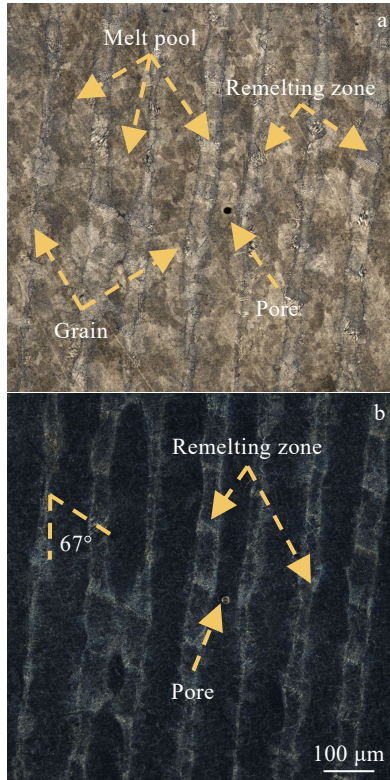 a
Melt pool
Remelting zone
Grain
Pore
b
Remelting zone
67°
Pore
100 μm